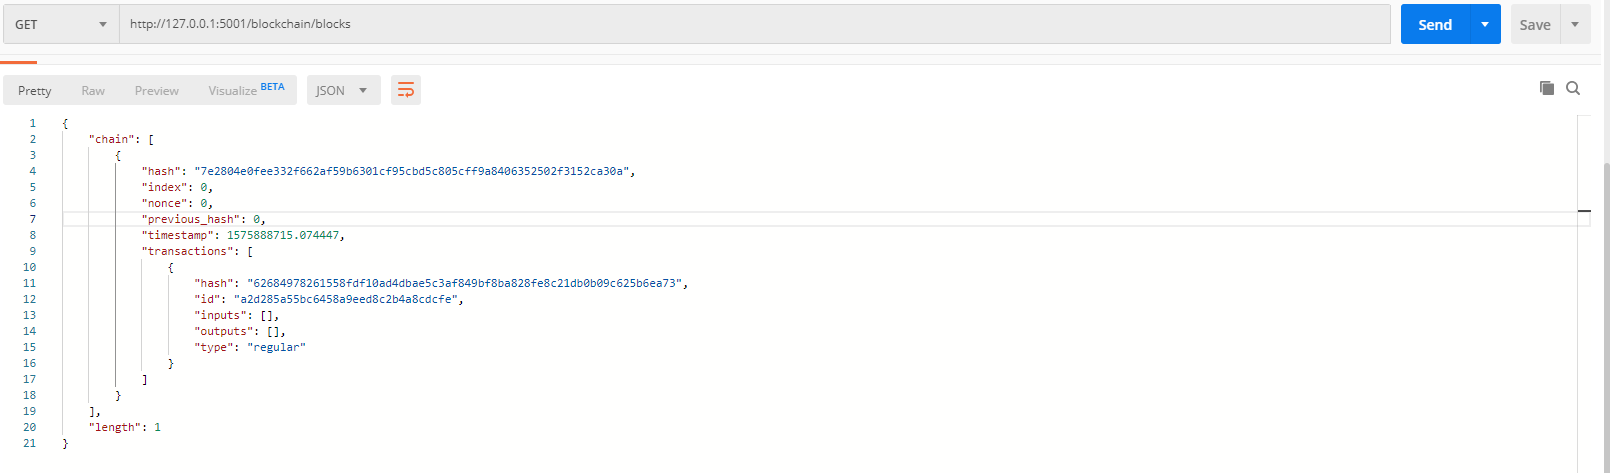 GET http://127.0.0.1:5001/blockchain/blocks Send Save
Pretty Raw Preview Visualize BETA JSON
1 {
2 "chain": [
3 {
4 "hash": "7e2804e0fee332f662af59b6301cf95cbd5c805cff9a8406352502f3152ca30a",
5 "index": 0,
6 "nonce": 0,
7 "previous_hash": 0,
8 "timestamp": 1575888715.074447,
9 "transactions": [
10 {
11 "hash": "62684978261558fdf10ad4dbae5c3af849bf8ba828fe8c21db0b09c625b6ea73",
12 "id": "a2d285a55bc6458a9eed8c2b4a8cdcfe",
13 "inputs": [],
14 "outputs": [],
15 "type": "regular"
16 }
17 ]
18 }
19 ],
20 "length": 1
21 }